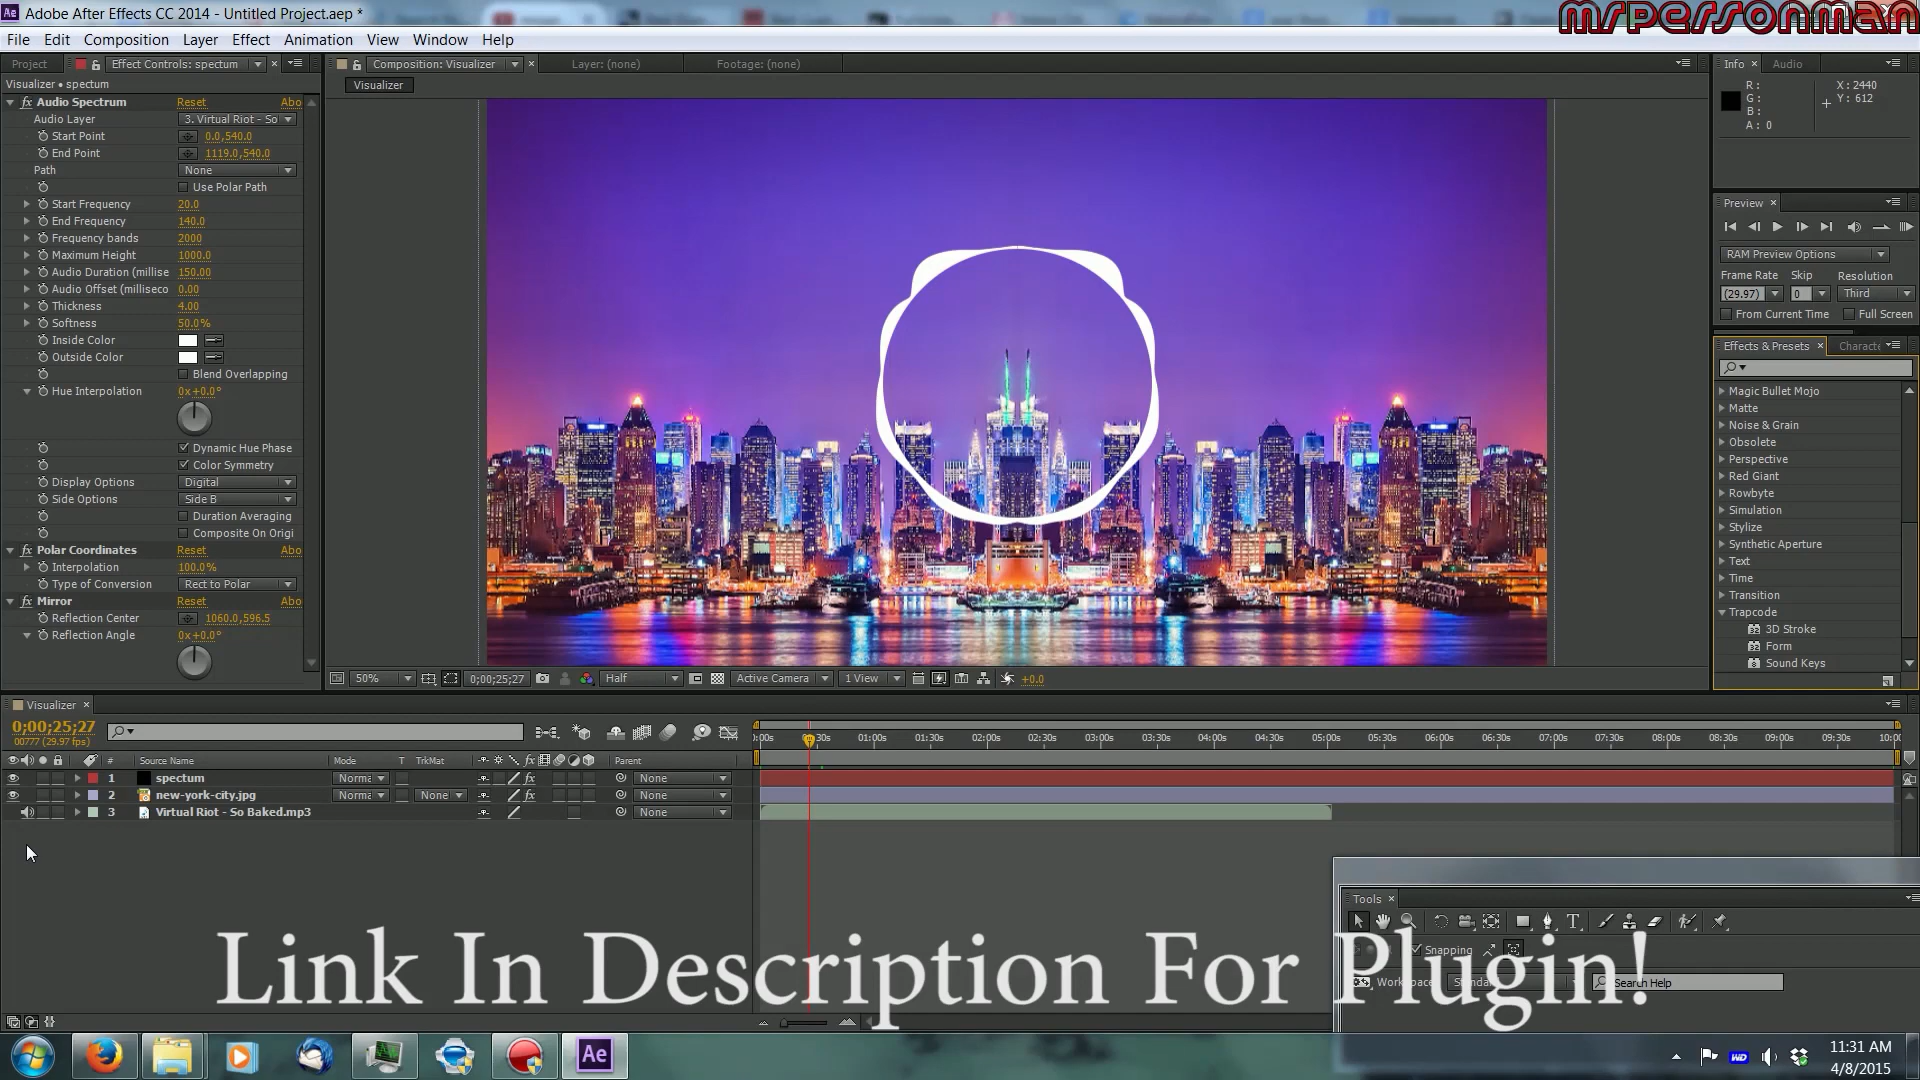 Adobe After Effects CC 2014 - Untitled Project.aep *
mrpersonman
File Edit Composition Layer Effect Animation View Window Help
Project Effect Controls: spectum Composition: Visualizer Layer: (none) Footage: (none) Info Audio
Visualizer • spectum
Visualizer
Audio Spectrum Reset Abo
Audio Layer 3. Virtual Riot - So
Start Point 0.0,540.0
End Point 1119.0,540.0
Path None
Use Polar Path
Start Frequency 20.0
End Frequency 140.0
Frequency bands 2000
Maximum Height 1000.0
Audio Duration (millise 150.00
Audio Offset (milliseco 0.00
Thickness 4.00
Softness 50.0%
Inside Color
Outside Color
Blend Overlapping
Hue Interpolation 0x+0.0°
Dynamic Hue Phase
Color Symmetry
Display Options Digital
Side Options Side B
Duration Averaging
Composite On Origi
Polar Coordinates Reset Abo
Interpolation 100.0%
Type of Conversion Rect to Polar
Mirror Reset Abo
Reflection Center 1060.0,596.5
Reflection Angle 0x+0.0°
R :
G :
B :
A : 0
X : 2440
Y : 612
Preview
RAM Preview Options
Frame Rate Skip Resolution
(29.97) 0 Third
From Current Time Full Screen
Effects & Presets Characte
Magic Bullet Mojo
Matte
Noise & Grain
Obsolete
Perspective
Red Giant
Rowbyte
Simulation
Stylize
Synthetic Aperture
Text
Time
Transition
Trapcode
3D Stroke
Form
Sound Keys
50% 0;00;25;27 Half Active Camera 1 View +0.0
Visualizer
0;00;25;27
00777 (29.97 fps)
:00s 00:30s 01:00s 01:30s 02:00s 02:30s 03:00s 03:30s 04:00s 04:30s 05:00s 05:30s 06:00s 06:30s 07:00s 07:30s 08:00s 08:30s 09:00s 09:30s 10:0
# Source Name Mode T TrkMat Parent
1 spectum Norma None
2 new-york-city.jpg Norma None None
3 Virtual Riot - So Baked.mp3 None
Tools
Snapping
Search Help
Link In Description For Plugin!
Ae
WD
11:31 AM
4/8/2015